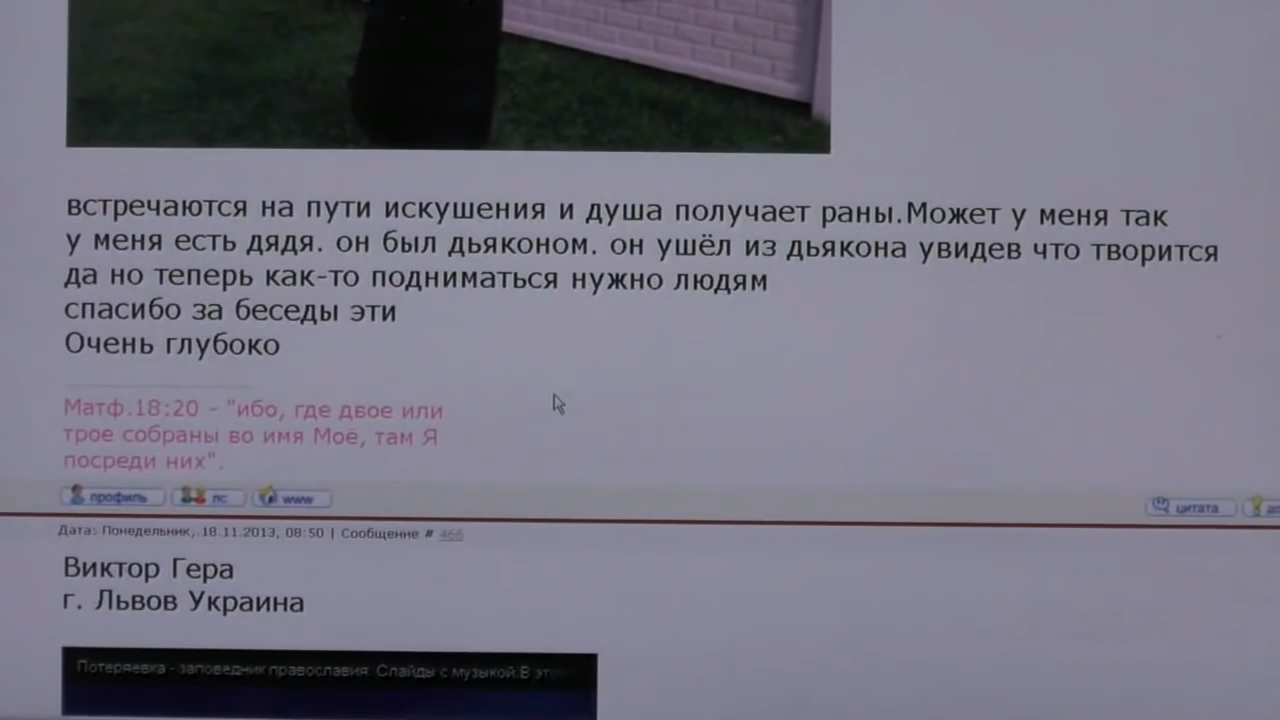 встречаются на пути искушения и душа получает раны.Может у меня так
у меня есть дядя. он был дьяконом. он ушёл из дьякона увидев что творится
да но теперь как-то подниматься нужно людям
спасибо за беседы эти
Очень глубоко
Матф.18:20 - "ибо, где двое или
трое собраны во имя Моё, там Я
посреди них".
профиль лс www цитата
Дата: Понедельник, 18.11.2013, 08:50 | Сообщение # 466
Виктор Гера
г. Львов Украина
Потеряевка - заповедник православия. Слайды с музыкой.В это